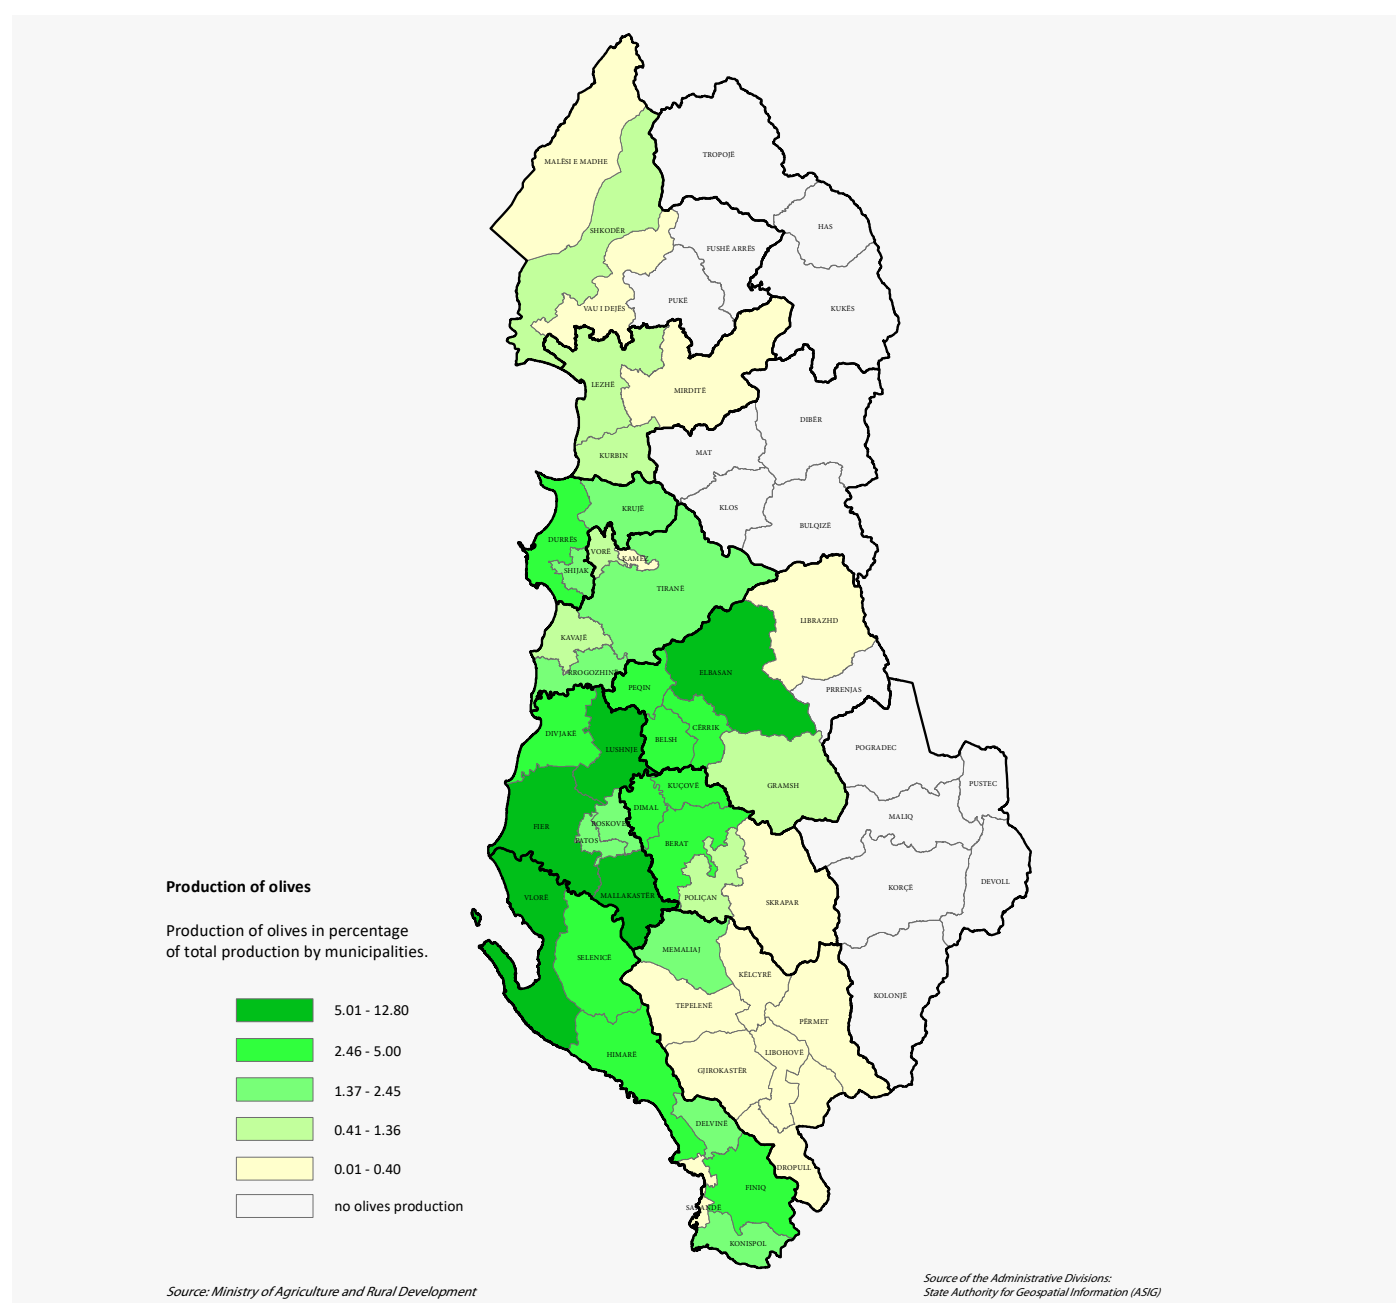 MALËSI E MADHE
TROPOJË
SHKODËR
HAS
FUSHË ARRËS
PUKË
VAU I DEJËS
KUKËS
LEZHË
MIRDITË
DIBËR
KURBIN
MAT
KRUJË
KLOS
BULQIZË
DURRËS
VORË
KAMËZ
SHIJAK
TIRANË
LIBRAZHD
KAVAJË
RROGOZHINË
ELBASAN
PEQIN
PRRENJAS
CËRRIK
DIVJAKË
BELSH
LUSHNJE
POGRADEC
PUSTEC
KUÇOVË
GRAMSH
DIMAL
MALIQ
ROSKOVEC
FIER
PATOS
BERAT
DEVOLL
KORÇË
MALLAKASTËR
VLORË
POLIÇAN
SKRAPAR
MEMALIAJ
SELENICË
KËLCYRË
KOLONJË
TEPELENË
PËRMET
LIBOHOVË
HIMARË
GJIROKASTËR
DELVINË
DROPULL
FINIQ
SARANDË
KONISPOL
Production of olives
Production of olives in percentage
of total production by municipalities.
5.01 - 12.80
2.46 - 5.00
1.37 - 2.45
0.41 - 1.36
0.01 - 0.40
no olives production
Source: Ministry of Agriculture and Rural Development
Source of the Administrative Divisions:
State Authority for Geospatial Information (ASIG)